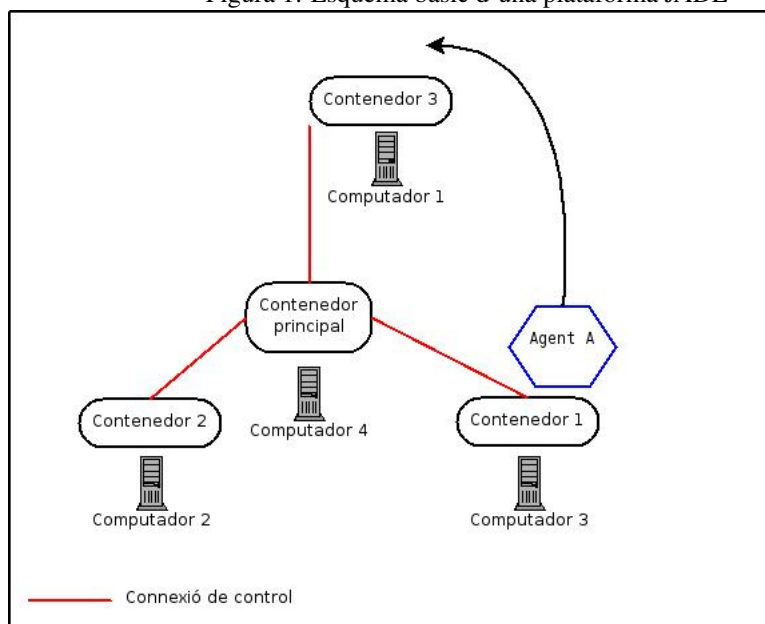 Figura 1: Esquema bàsic d'una plataforma JADE
Contenedor 3
Computador 1
Contenedor
principal
Agent A
Computador 4
Contenedor 2
Contenedor 1
Computador 2
Computador 3
Connexió de control